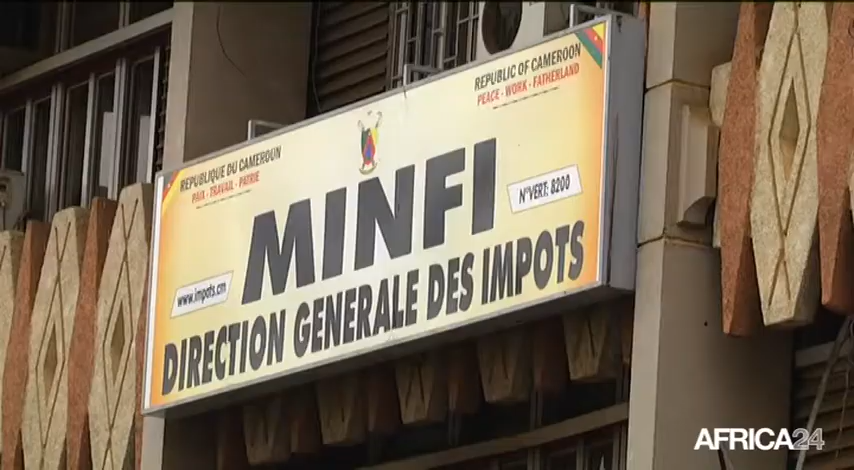 REPUBLIQUE DU CAMEROUN
PAIX - TRAVAIL - PATRIE
REPUBLIC OF CAMEROON
PEACE - WORK - FATHERLAND
MINFI
N°VERT: 8200
www.impots.cm
DIRECTION GENERALE DES IMPOTS
AFRICA24